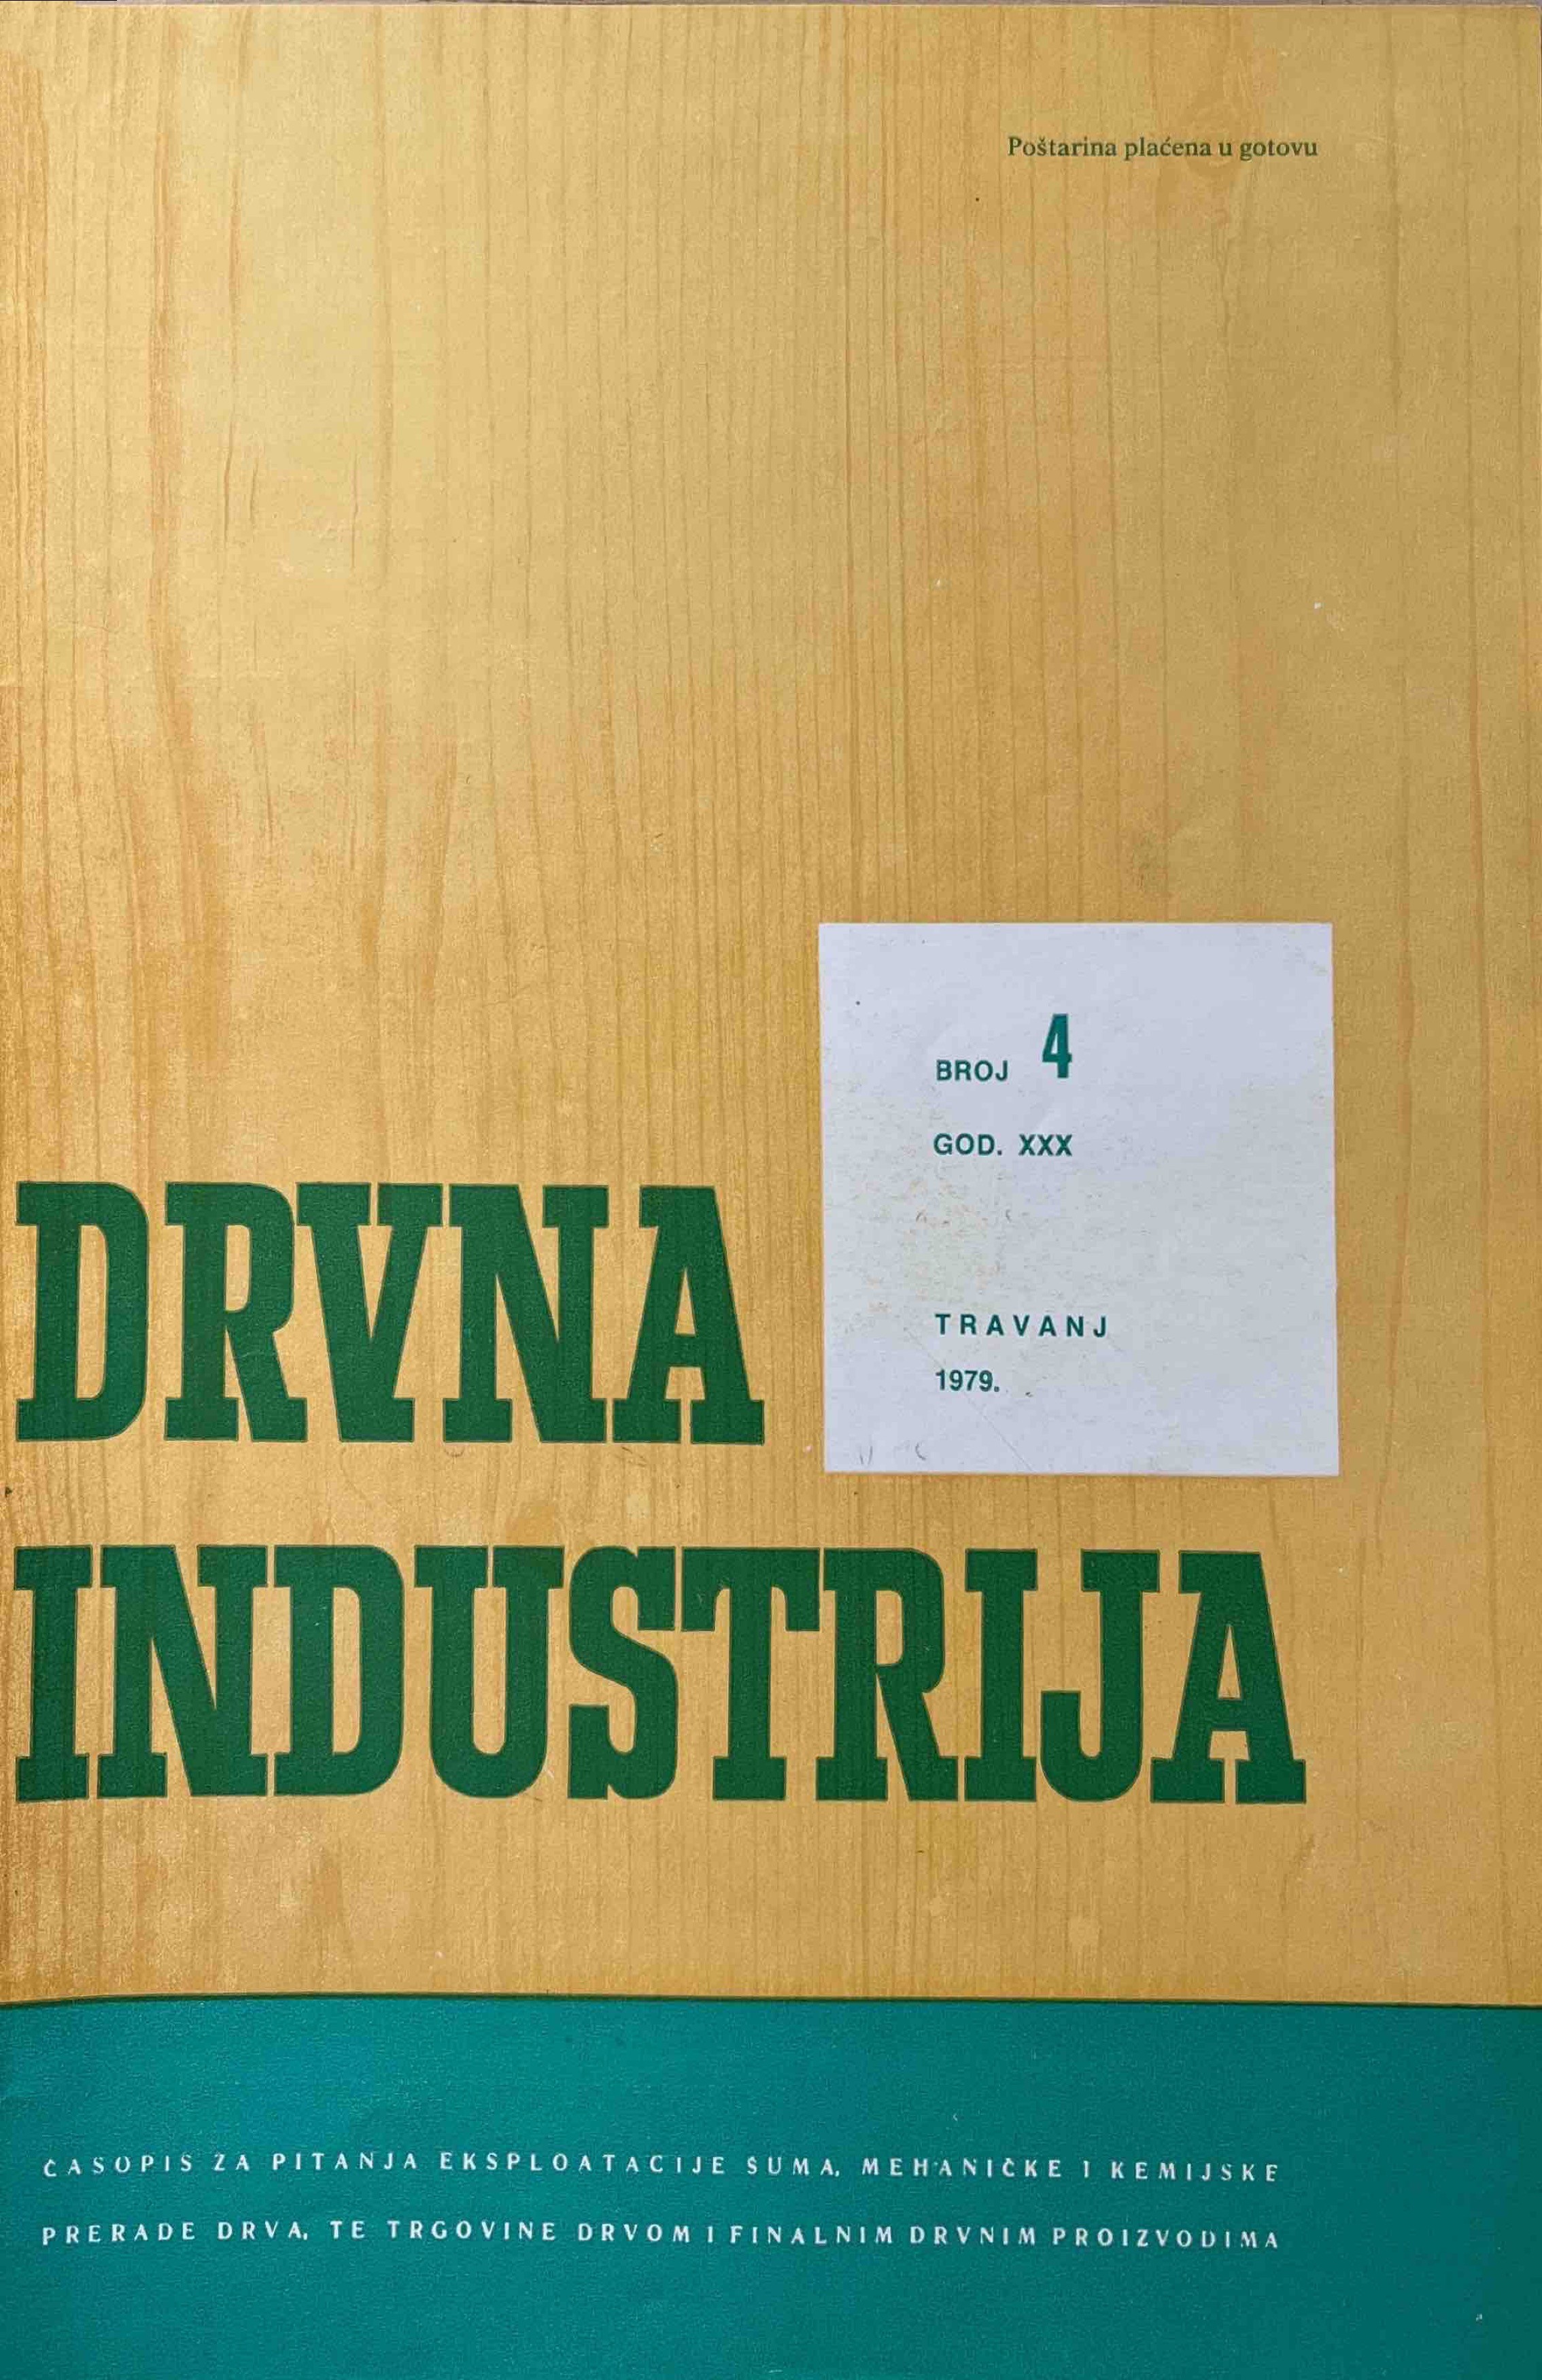 Poštarina plaćena u gotovu
BROJ 4
GOD. XXX
TRAVANJ
1979.
DRVNA
INDUSTRIJA
ČASOPIS ZA PITANJA EKSPLOATACIJE ŠUMA, MEHANIČKE I KEMIJSKE
PRERADE DRVA, TE TRGOVINE DRVOM I FINALNIM DRVNIM PROIZVODIMA